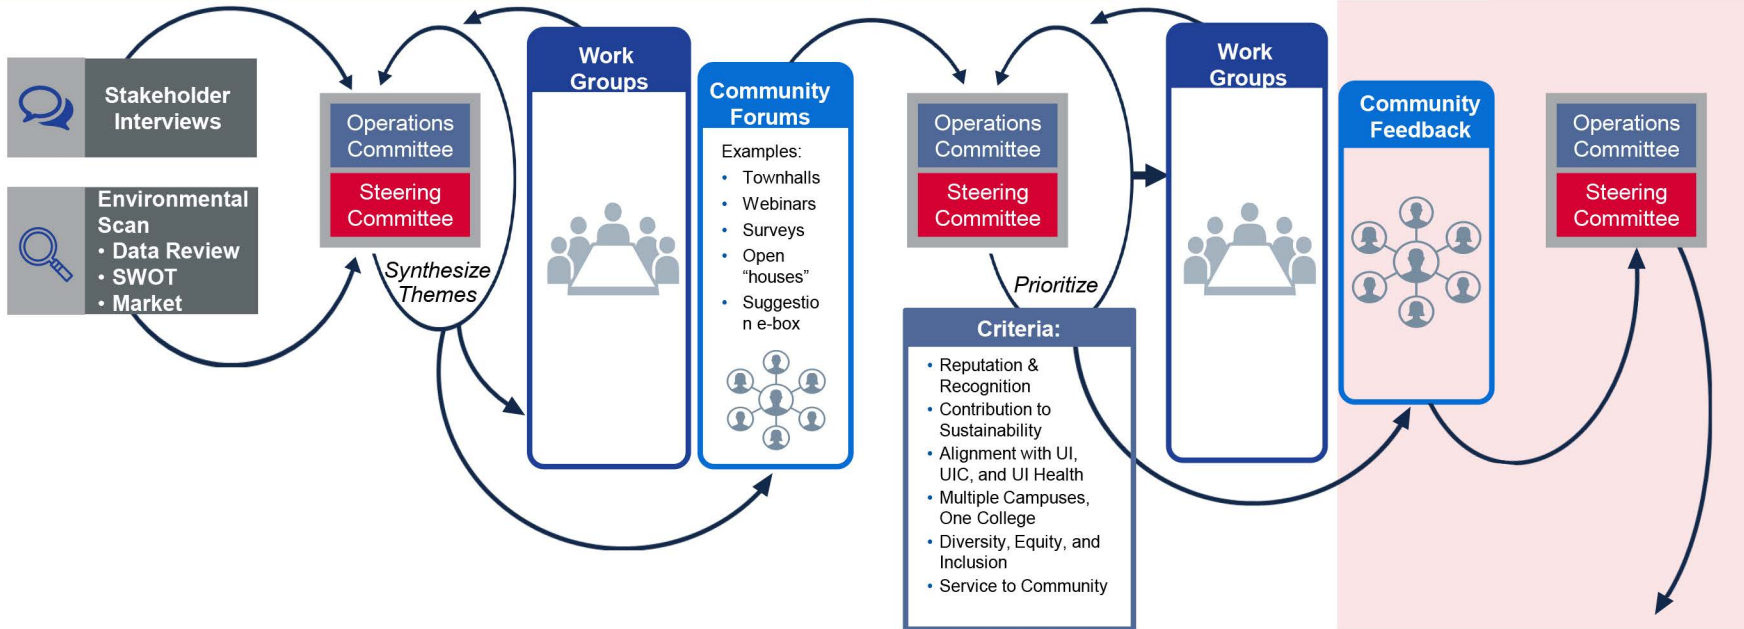 Stakeholder
Interviews
Environmental
Scan
• Data Review
• SWOT
• Market
Operations
Committee
Steering
Committee
Synthesize
Themes
Work
Groups
Community
Forums
Examples:
• Townhalls
• Webinars
• Surveys
• Open
“houses”
• Suggestio
n e-box
Operations
Committee
Steering
Committee
Prioritize
Criteria:
• Reputation &
Recognition
• Contribution to
Sustainability
• Alignment with UI,
UIC, and UI Health
• Multiple Campuses,
One College
• Diversity, Equity, and
Inclusion
• Service to Community
Work
Groups
Community
Feedback
Operations
Committee
Steering
Committee